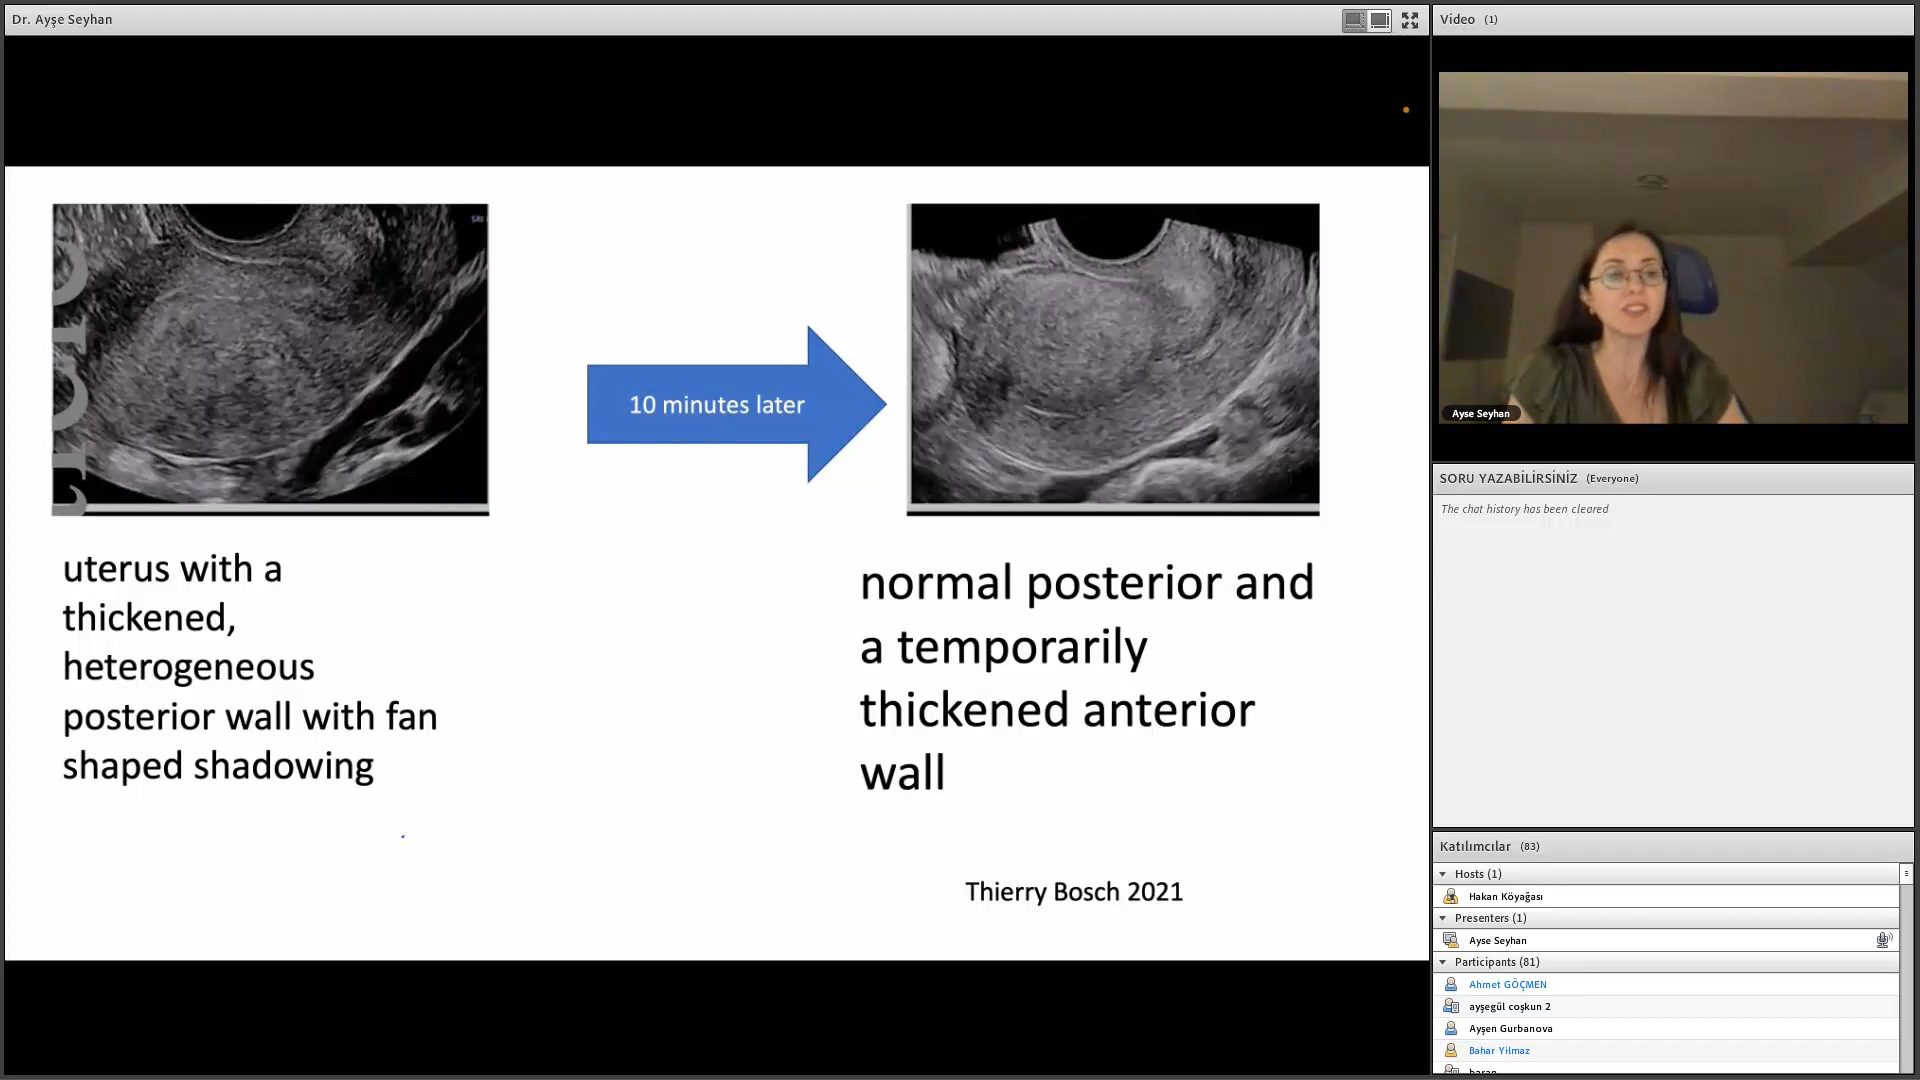 Dr. Ayşe Seyhan
uterus with a
thickened,
heterogeneous
posterior wall with fan
shaped shadowing
10 minutes later
normal posterior and
a temporarily
thickened anterior
wall
Thierry Bosch 2021
Video (1)
Ayse Seyhan
SORU YAZABİLİRSİNİZ (Everyone)
The chat history has been cleared
Katılımcılar (83)
Hosts (1)
Hakan Köyağası
Presenters (1)
Ayse Seyhan
Participants (81)
Ahmet GÖÇMEN
ayşegül coşkun 2
Ayşen Gurbanova
Bahar Yilmaz